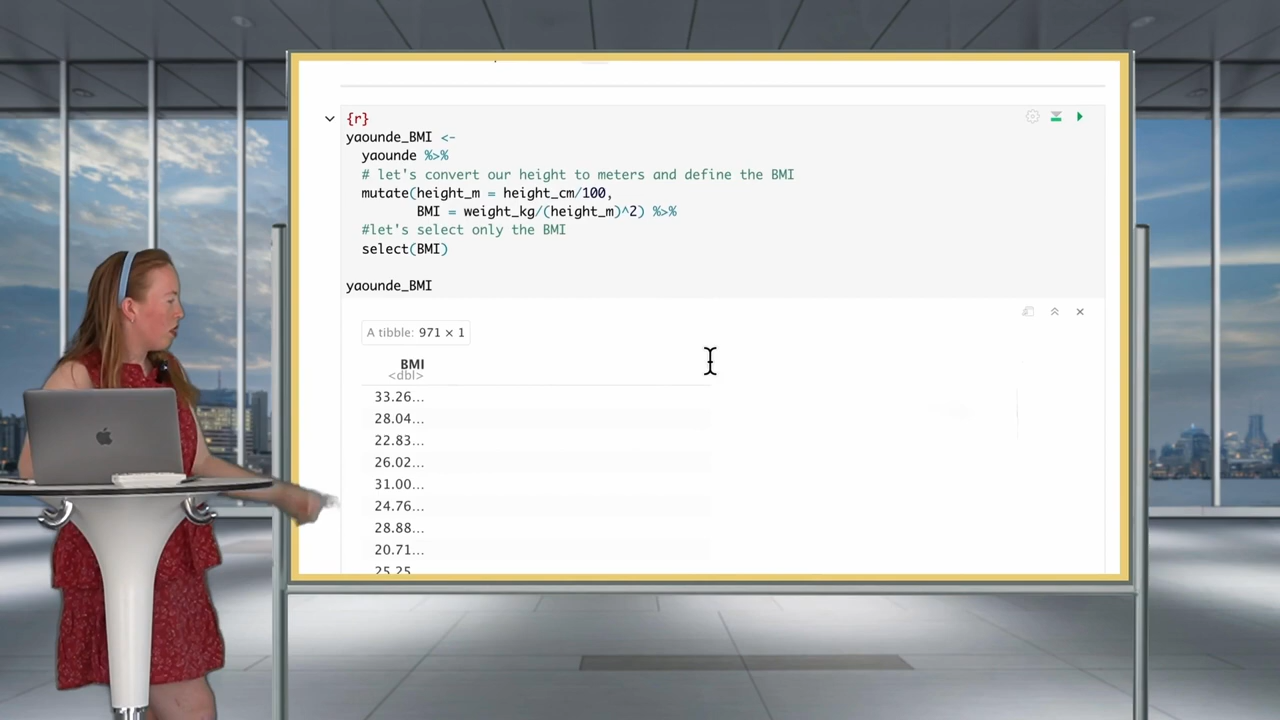 {r}
yaounde_BMI <-
yaounde %>%
# let's convert our height to meters and define the BMI
mutate(height_m = height_cm/100,
BMI = weight_kg/(height_m)^2) %>%
#let's select only the BMI
select(BMI)
yaounde_BMI
A tibble: 971 × 1
BMI
<dbl>
33.26...
28.04...
22.83...
26.02...
31.00...
24.76...
28.88...
20.71...
25.25